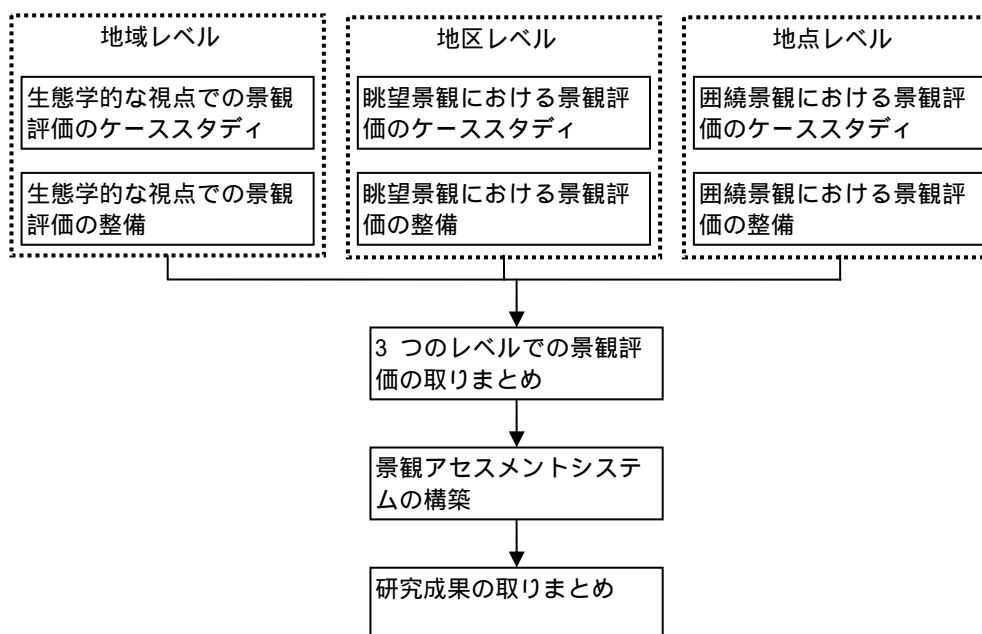 地域レベル
生態学的な視点での景観
評価のケーススタディ
生態学的な視点での景観
評価の整備
地区レベル
眺望景観における景観評
価のケーススタディ
眺望景観における景観評
価の整備
地点レベル
囲繞景観における景観評
価のケーススタディ
囲繞景観における景観評
価の整備
3 つのレベルでの景観評
価の取りまとめ
景観アセスメントシステ
ムの構築
研究成果の取りまとめ